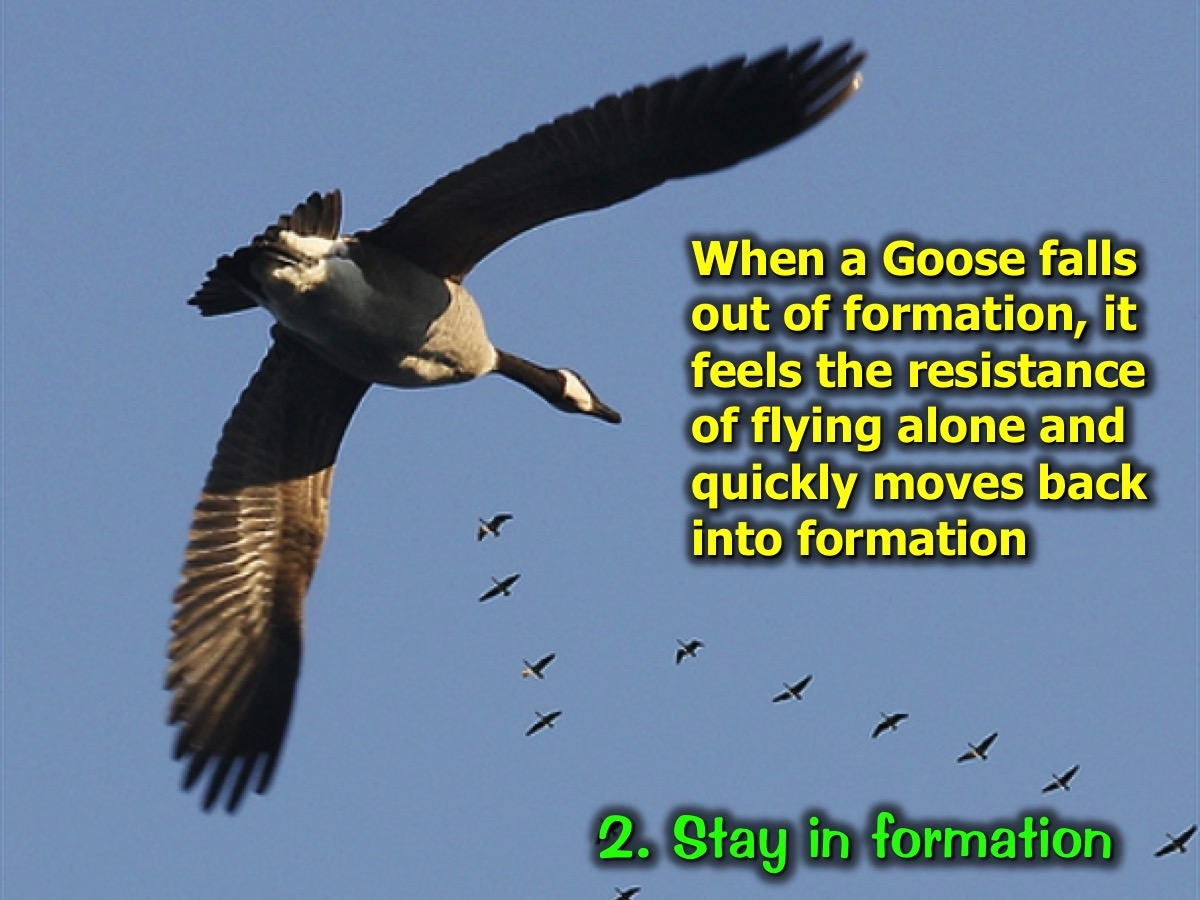 When a Goose falls
out of formation, it
feels the resistance
of flying alone and
quickly moves back
into formation
2. Stay in formation